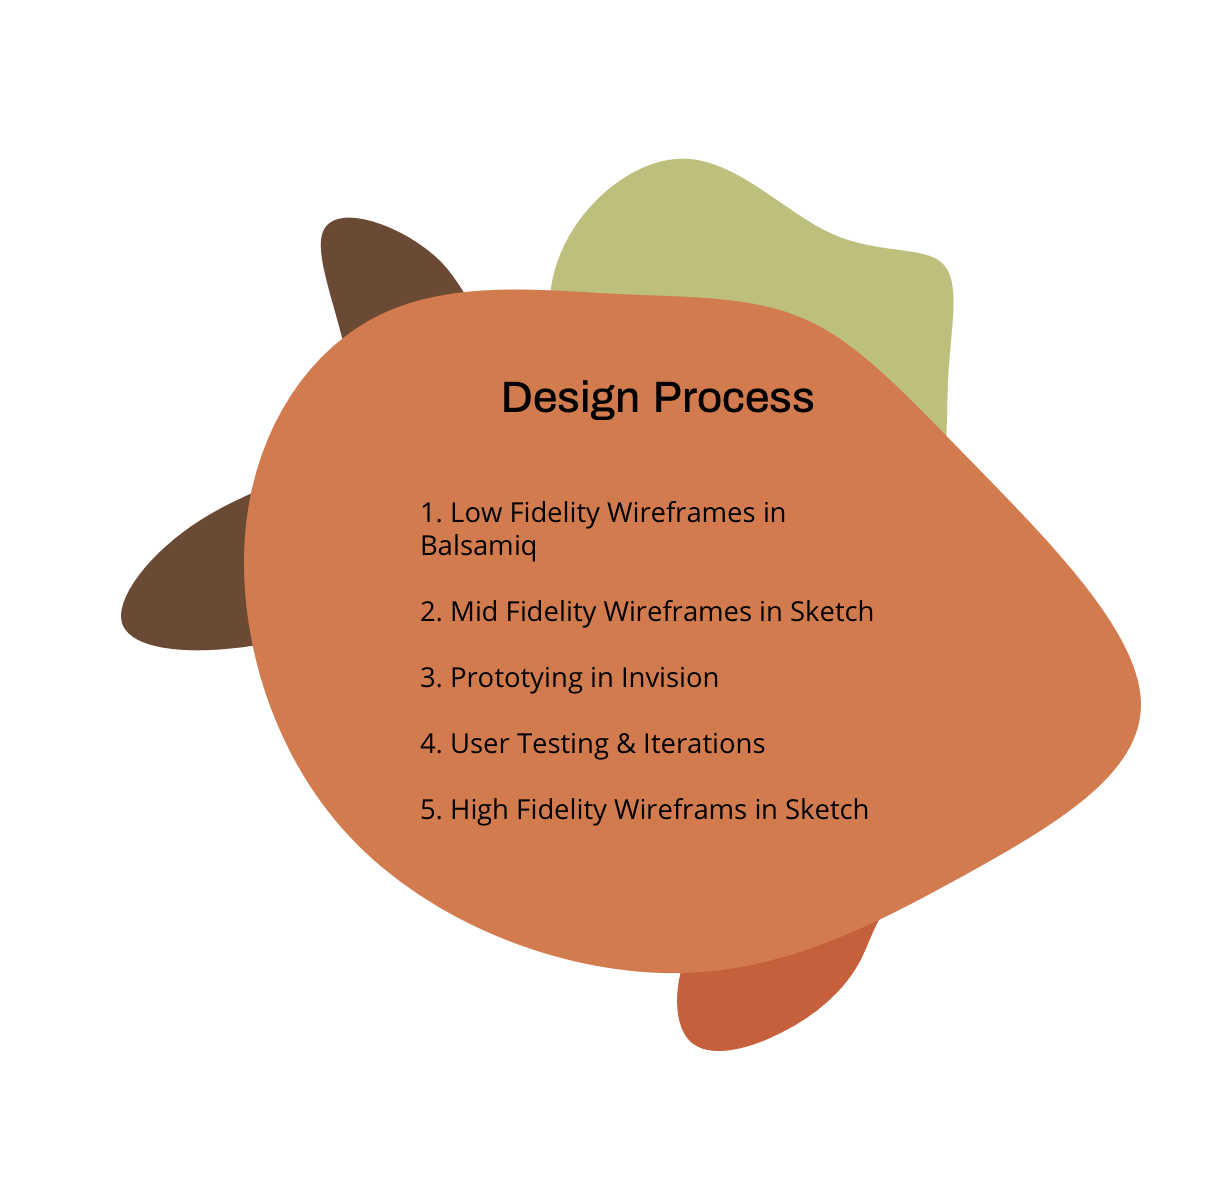 Design Process
1. Low Fidelity Wireframes in
Balsamiq
2. Mid Fidelity Wireframes in Sketch
3. Prototying in Invision
4. User Testing & Iterations
5. High Fidelity Wireframs in Sketch